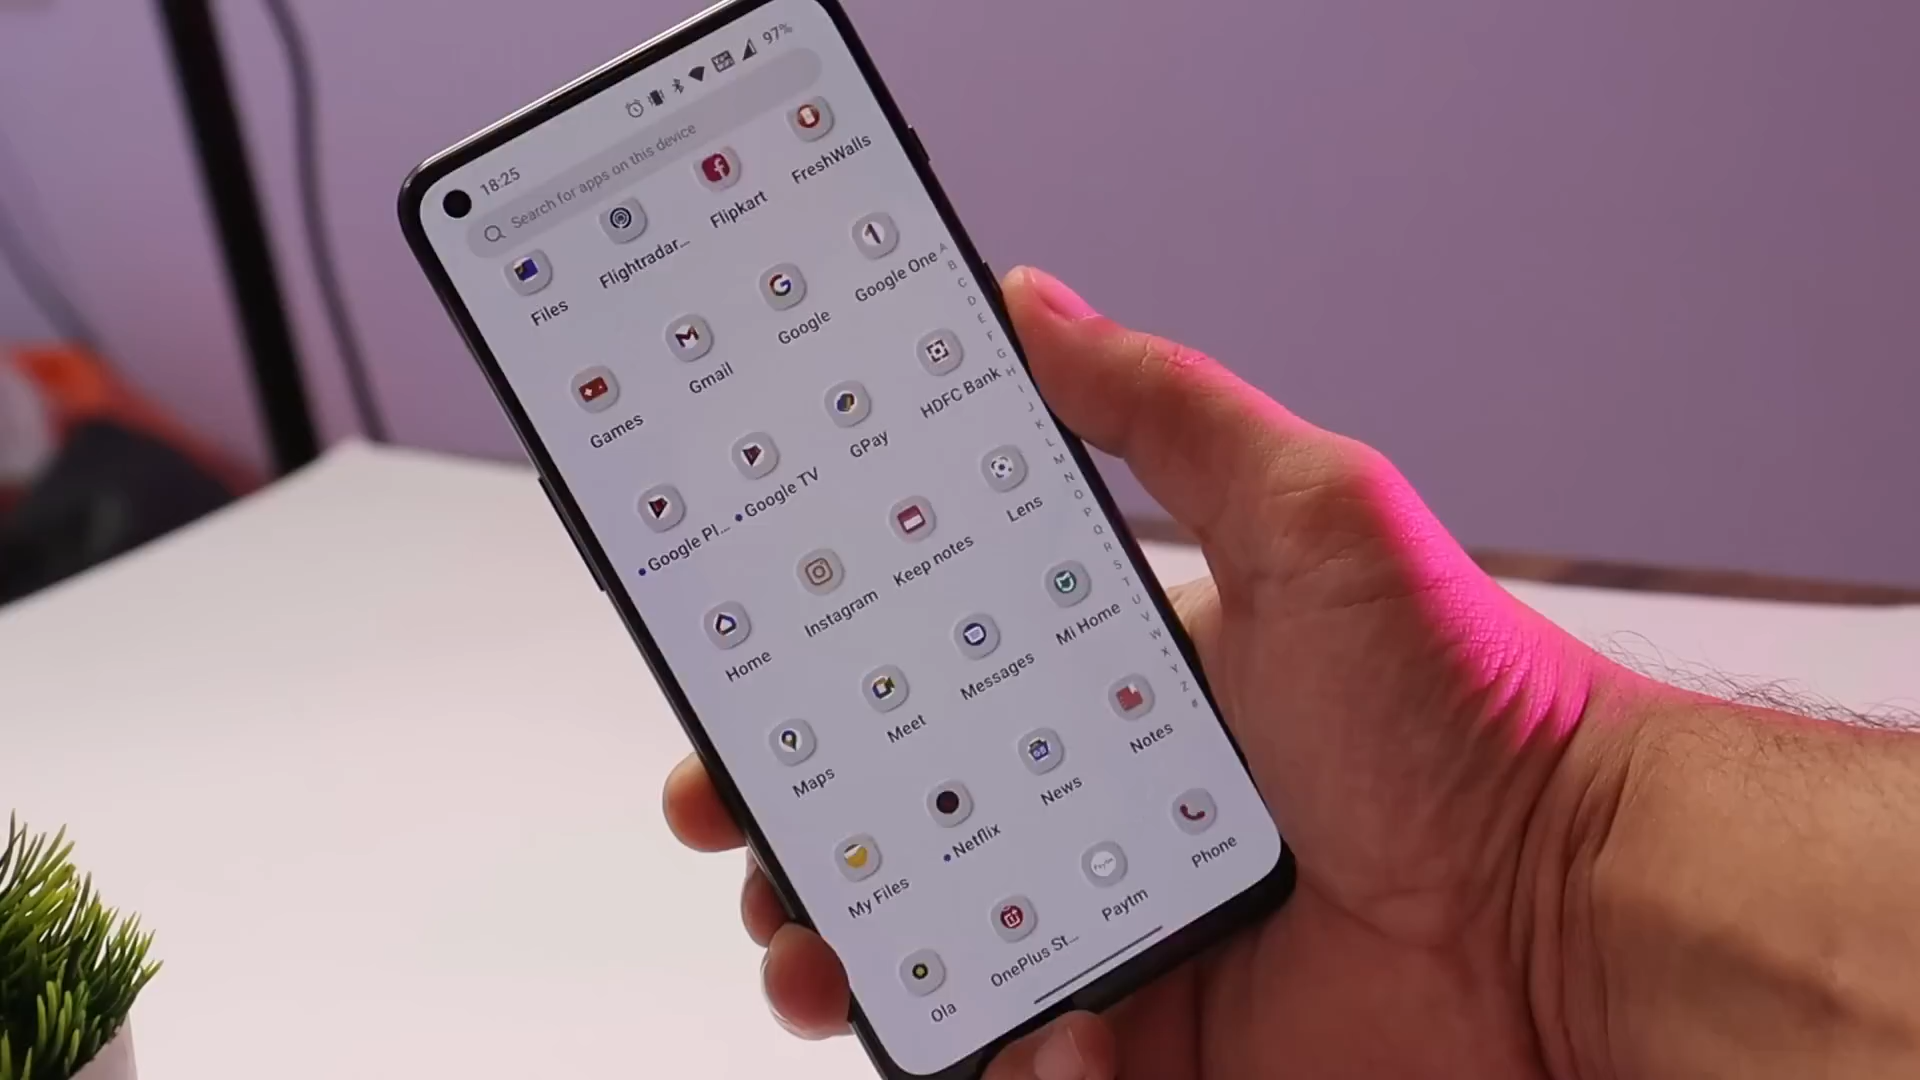 18:25
97%
Search for apps on this device
Files
Flightradar...
Flipkart
FreshWalls
Games
Gmail
Google
Google One
Google Pl...
Google TV
GPay
HDFC Bank
Home
Instagram
Keep notes
Lens
Maps
Meet
Messages
Mi Home
My Files
Netflix
News
Notes
Ola
OnePlus St...
Paytm
Phone
A
B
C
D
E
F
G
H
I
J
K
L
M
N
O
P
Q
R
S
T
U
V
W
X
Y
Z
#